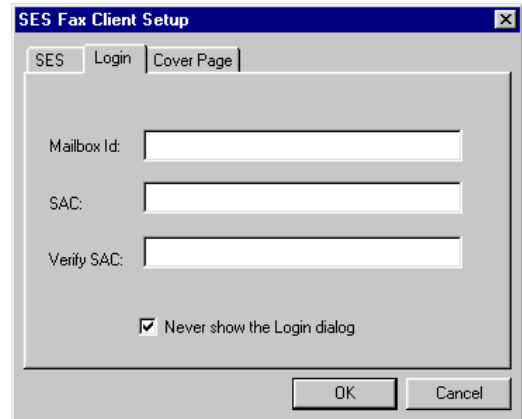 SES Fax Client Setup
SES Login Cover Page
Mailbox Id:
SAC:
Verify SAC:
Never show the Login dialog
OK Cancel